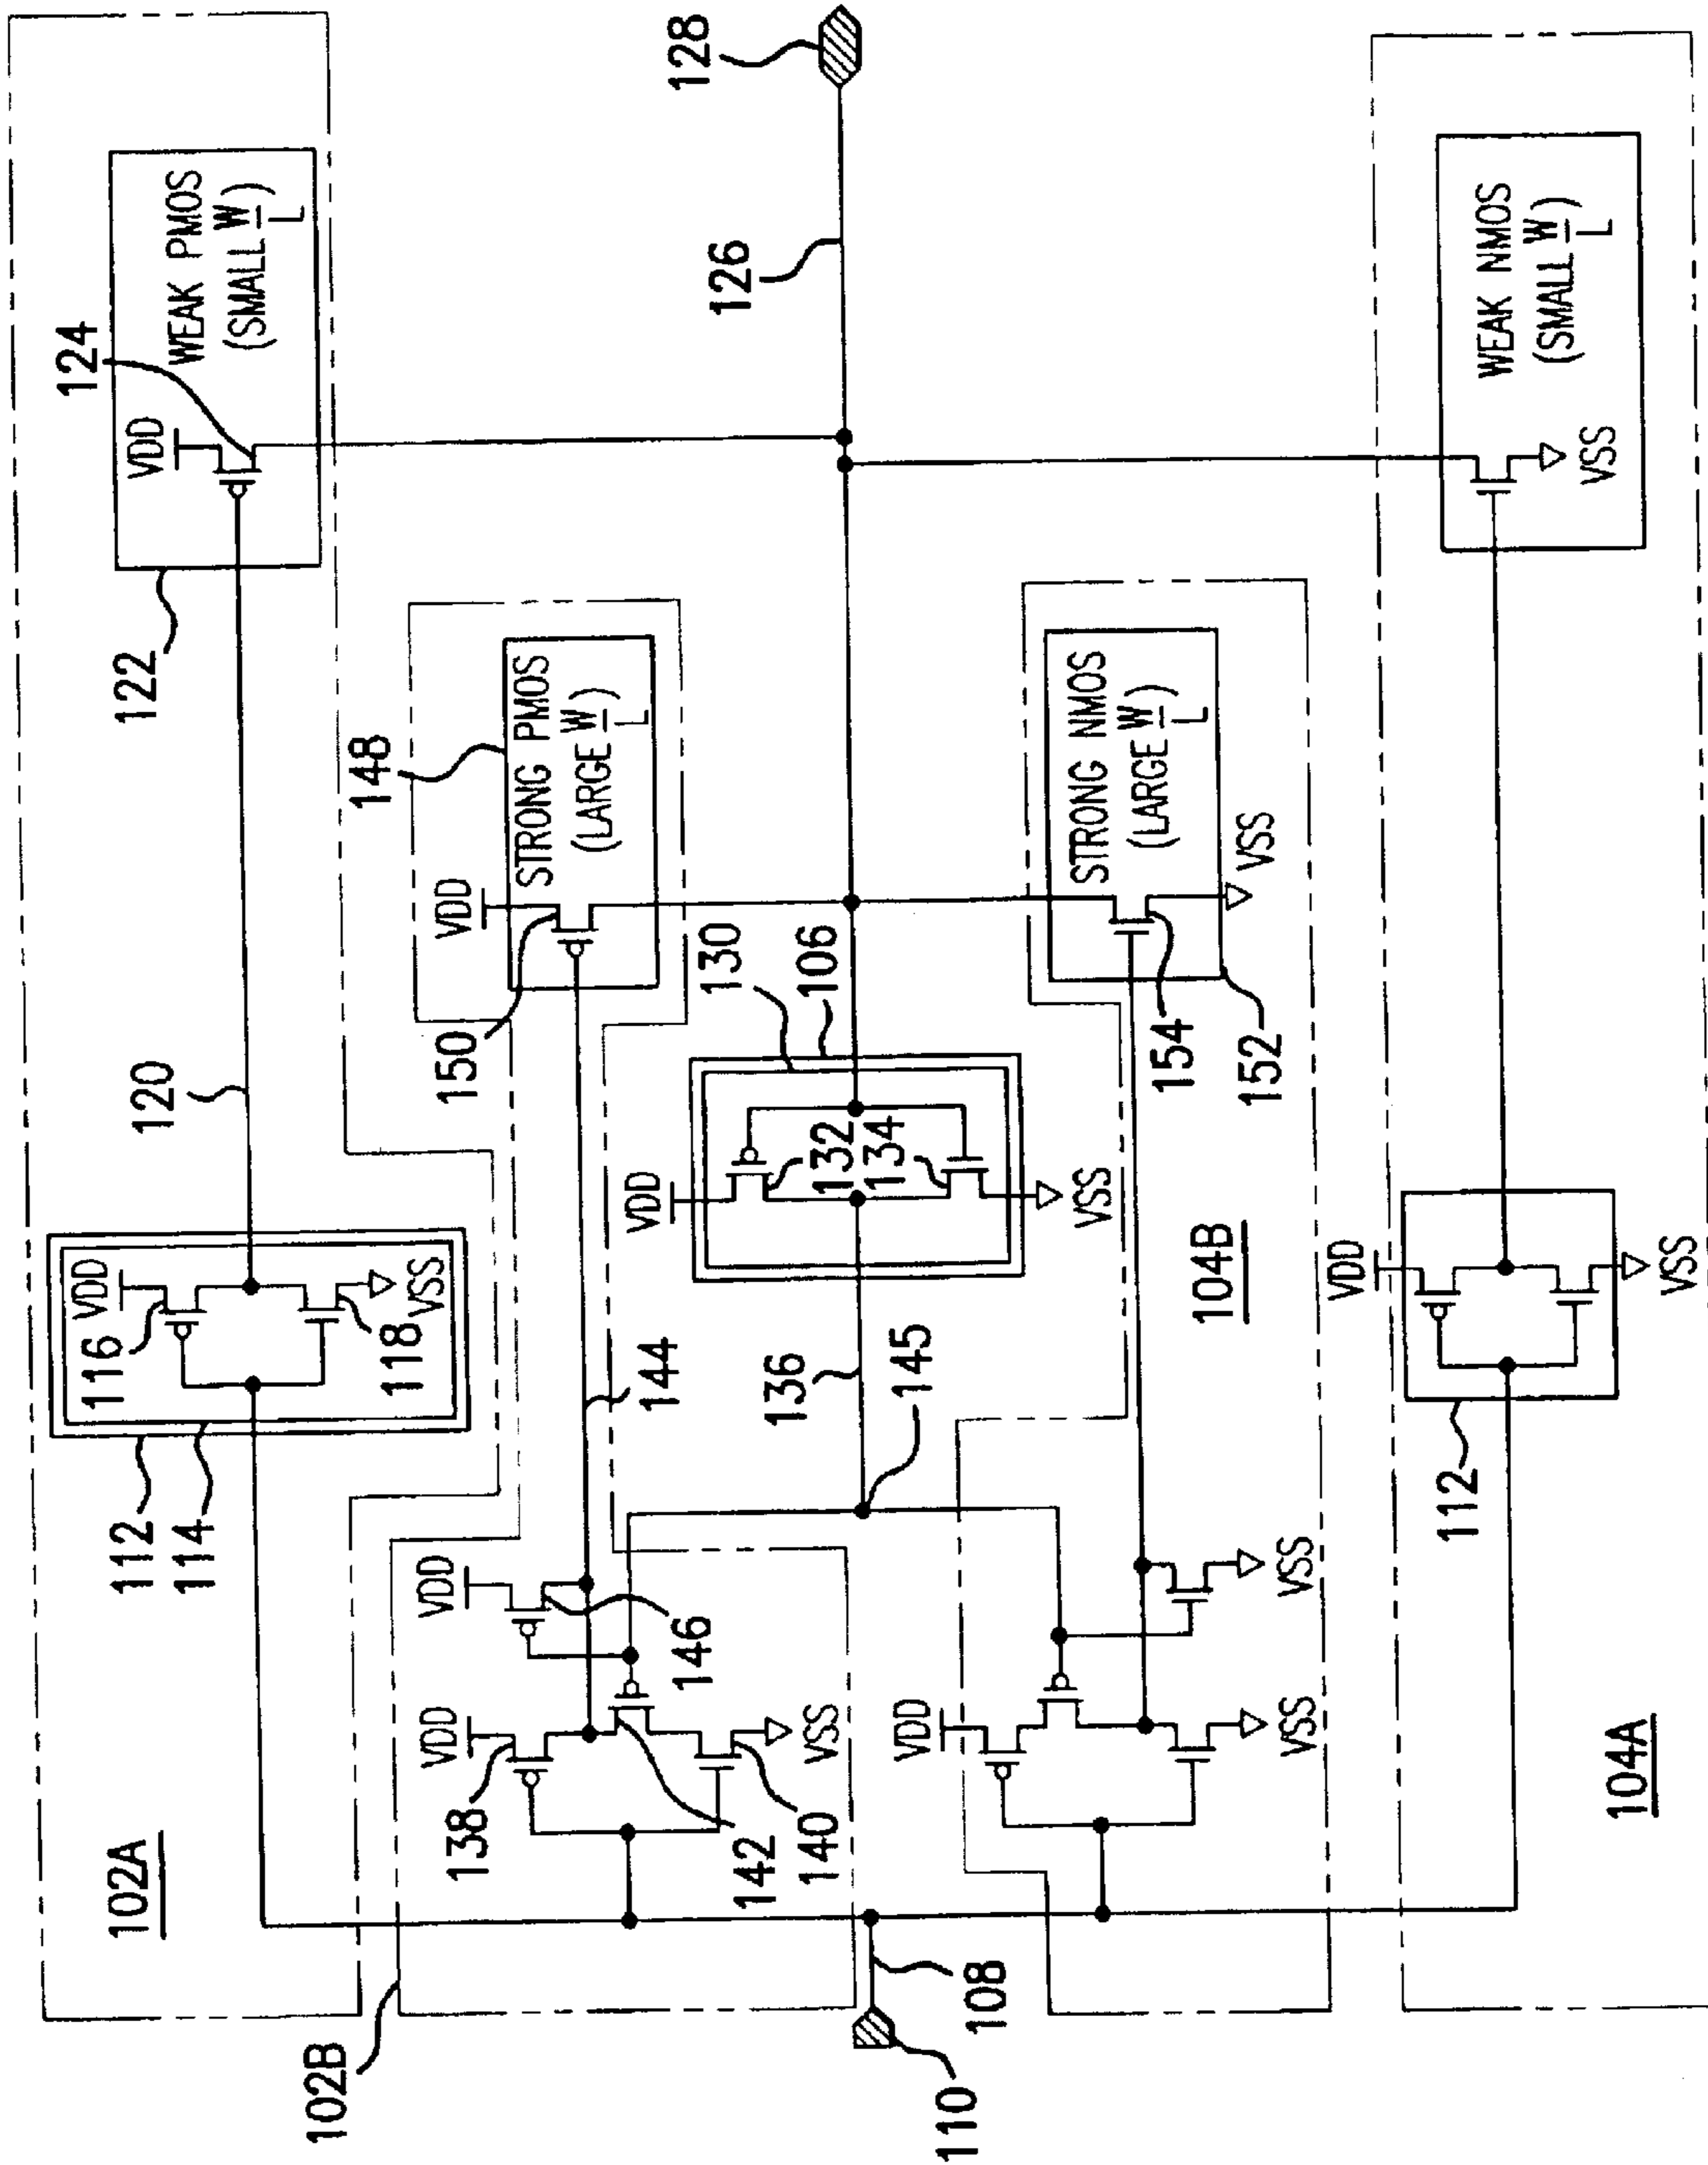 102A
112
114
116
VDD
118
VSS
120
122
124
VDD
WEAK PMOS
(SMALL W/L)
102B
138
VDD
142
140
VSS
VDD
146
144
150
VDD
148
STRONG PMOS
(LARGE W/L)
110
108
145
136
VDD
132
134
VSS
130
106
126
128
VDD
VSS
VSS
104B
154
152
STRONG NMOS
(LARGE W/L)
VSS
104A
112
VDD
VSS
WEAK NMOS
(SMALL W/L)
VSS